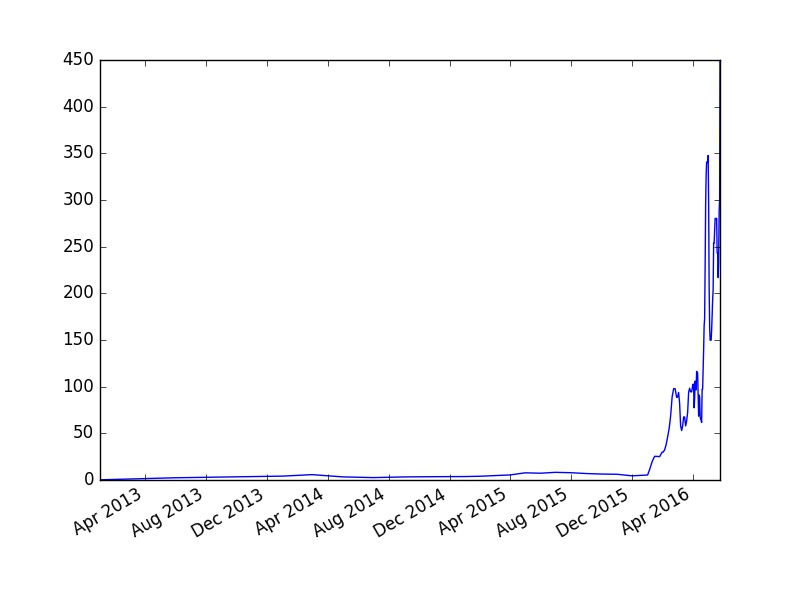 450
400
350
300
250
200
150
100
50
0
Apr 2013
Aug 2013
Dec 2013
Apr 2014
Aug 2014
Dec 2014
Apr 2015
Aug 2015
Dec 2015
Apr 2016